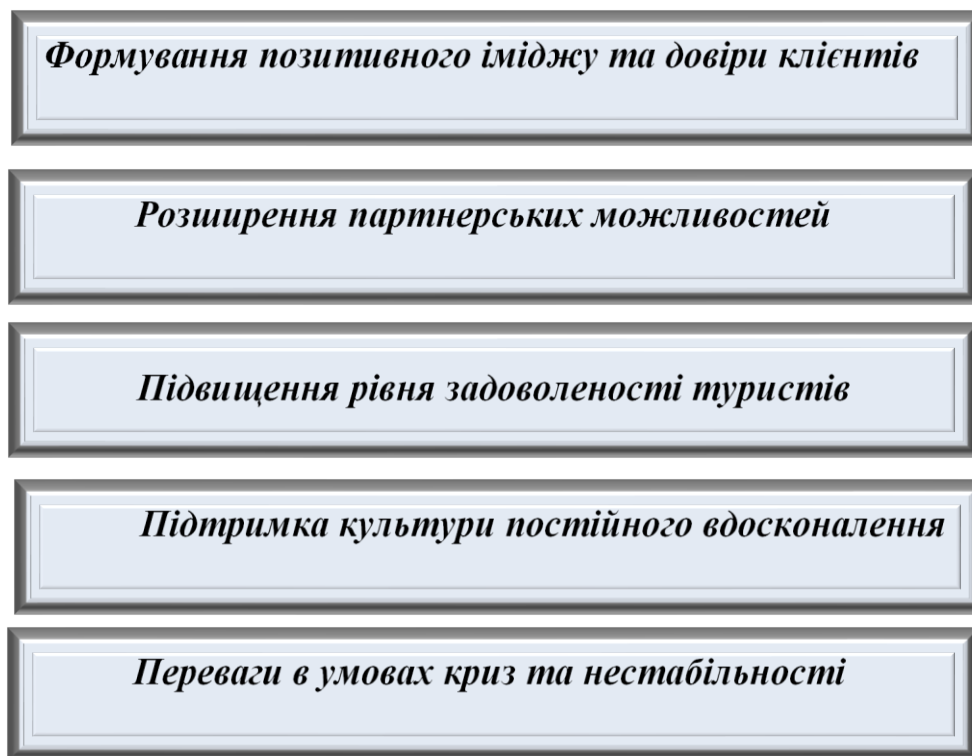 Формування позитивного іміджу та довіри клієнтів
Розширення партнерських можливостей
Підвищення рівня задоволеності туристів
Підтримка культури постійного вдосконалення
Переваги в умовах криз та нестабільності